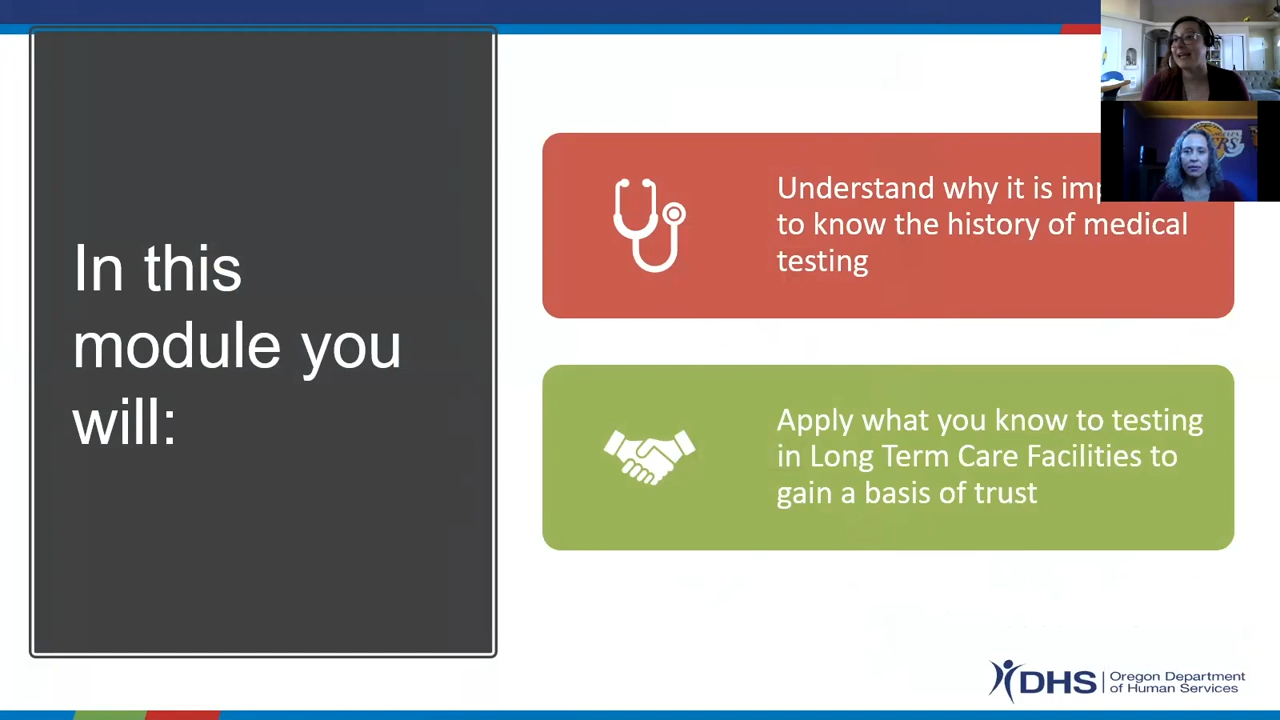 In this
module you
will:
Understand why it is
to know the history of medical
testing
Apply what you know to testing
in Long Term Care Facilities to
gain a basis of trust
DHS
Oregon Department
of Human Services